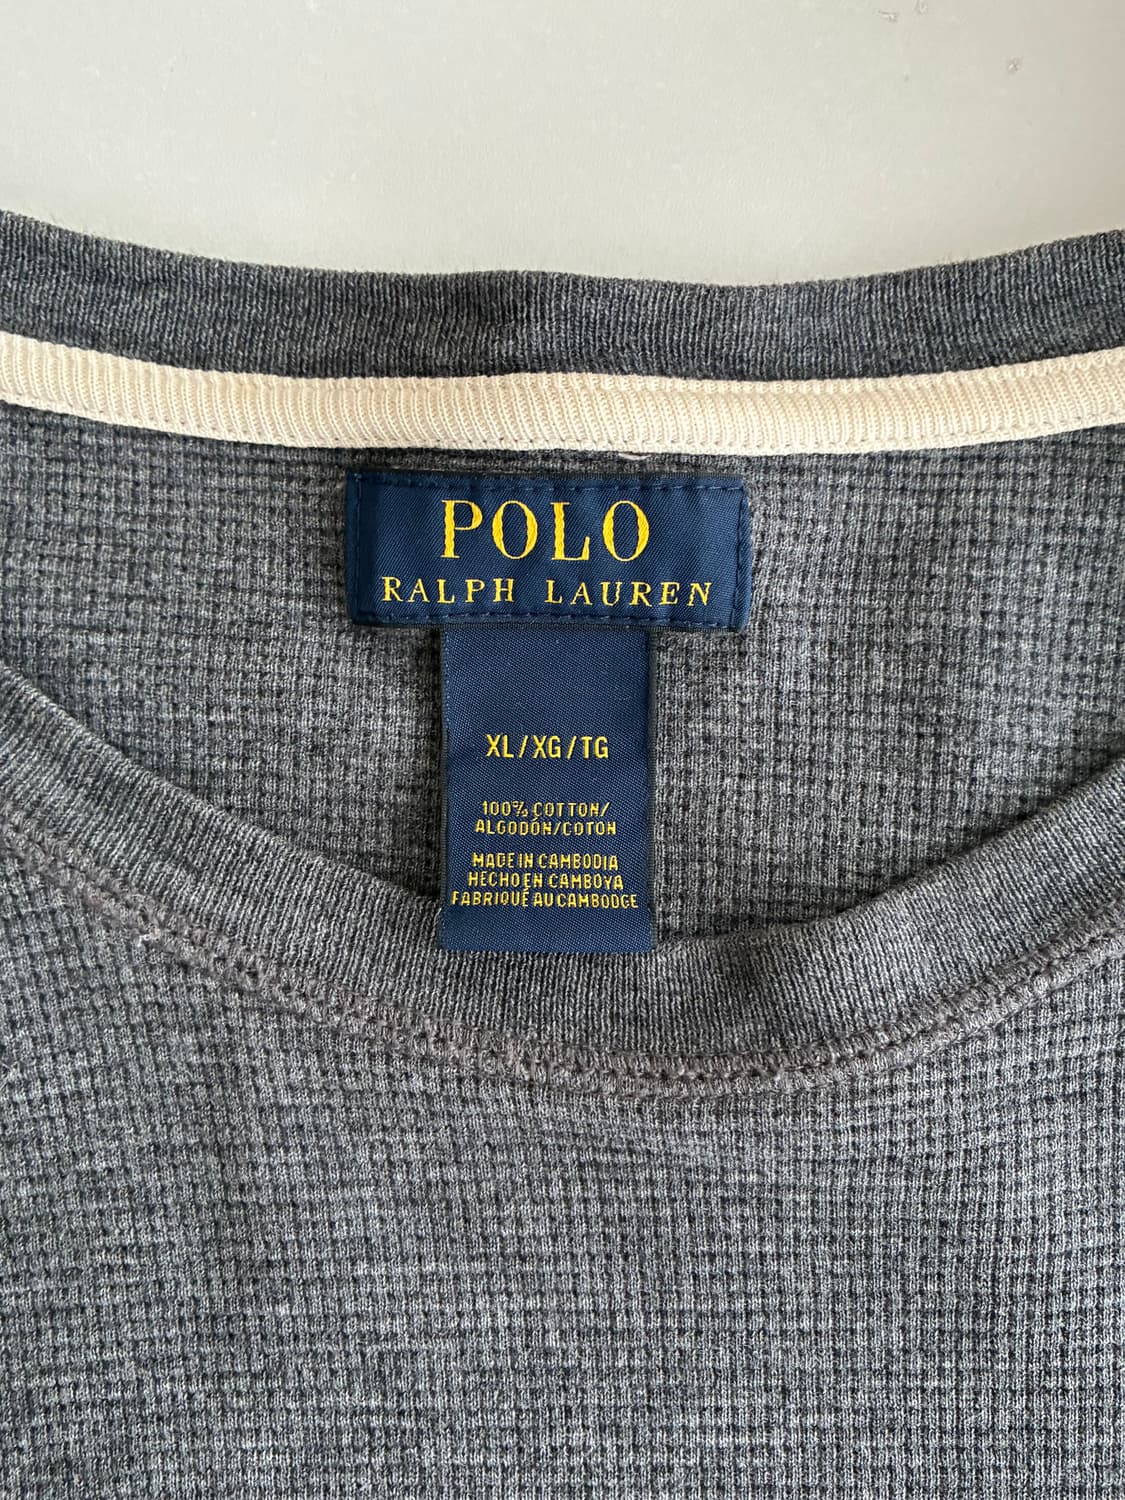 POLO
RALPH LAUREN
XL/XG/TG
100% COTTON/
ALGODÓN/COTON
MADE IN CAMBODIA
HECHO EN CAMBOYA
FABRIQUÉ AU CAMBODGE